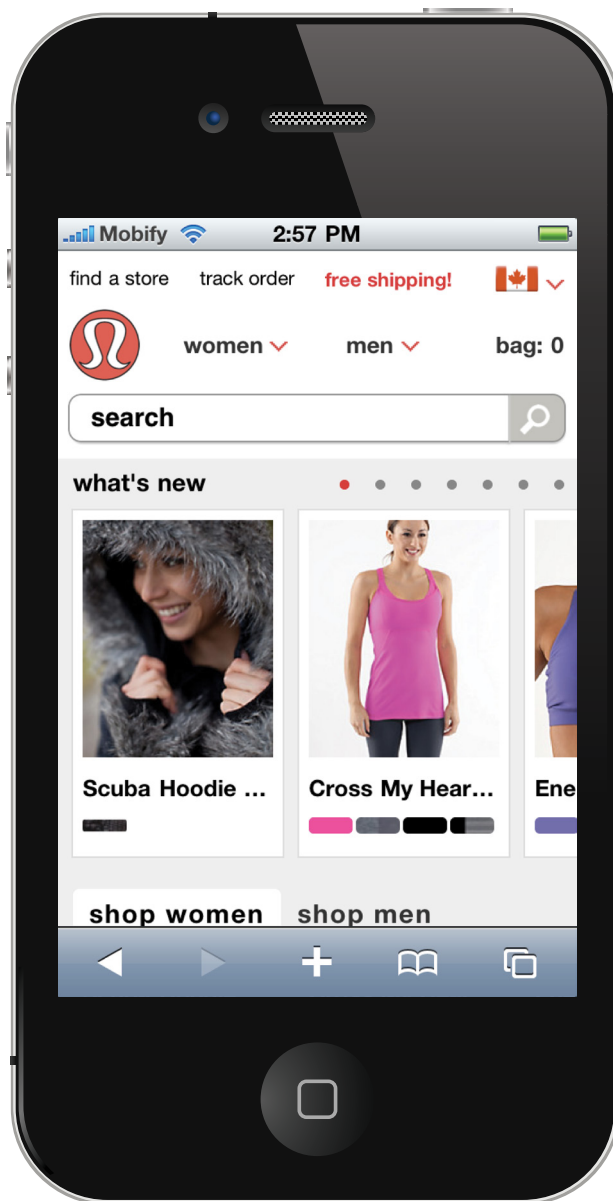 Mobify 2:57 PM
find a store track order free shipping!
women men bag: 0
search
what's new
Scuba Hoodie ... Cross My Hear... Ene
shop women shop men